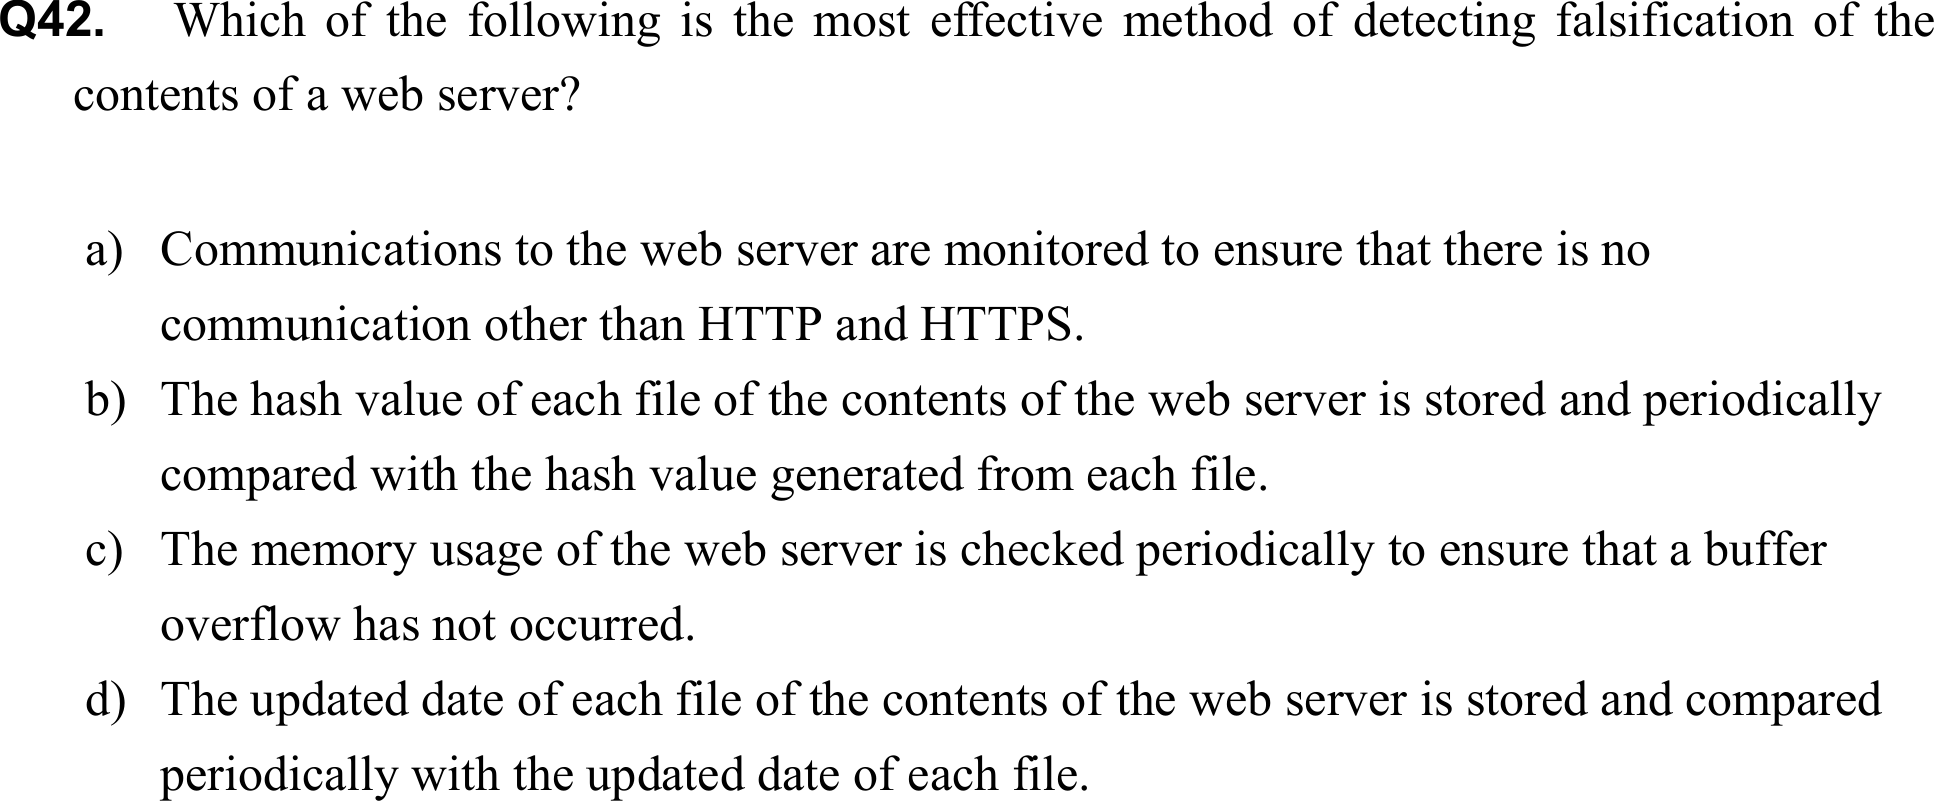 Q42. Which of the following is the most effective method of detecting falsification of the
contents of a web server?
a) Communications to the web server are monitored to ensure that there is no
communication other than HTTP and HTTPS.
b) The hash value of each file of the contents of the web server is stored and periodically
compared with the hash value generated from each file.
c) The memory usage of the web server is checked periodically to ensure that a buffer
overflow has not occurred.
d) The updated date of each file of the contents of the web server is stored and compared
periodically with the updated date of each file.